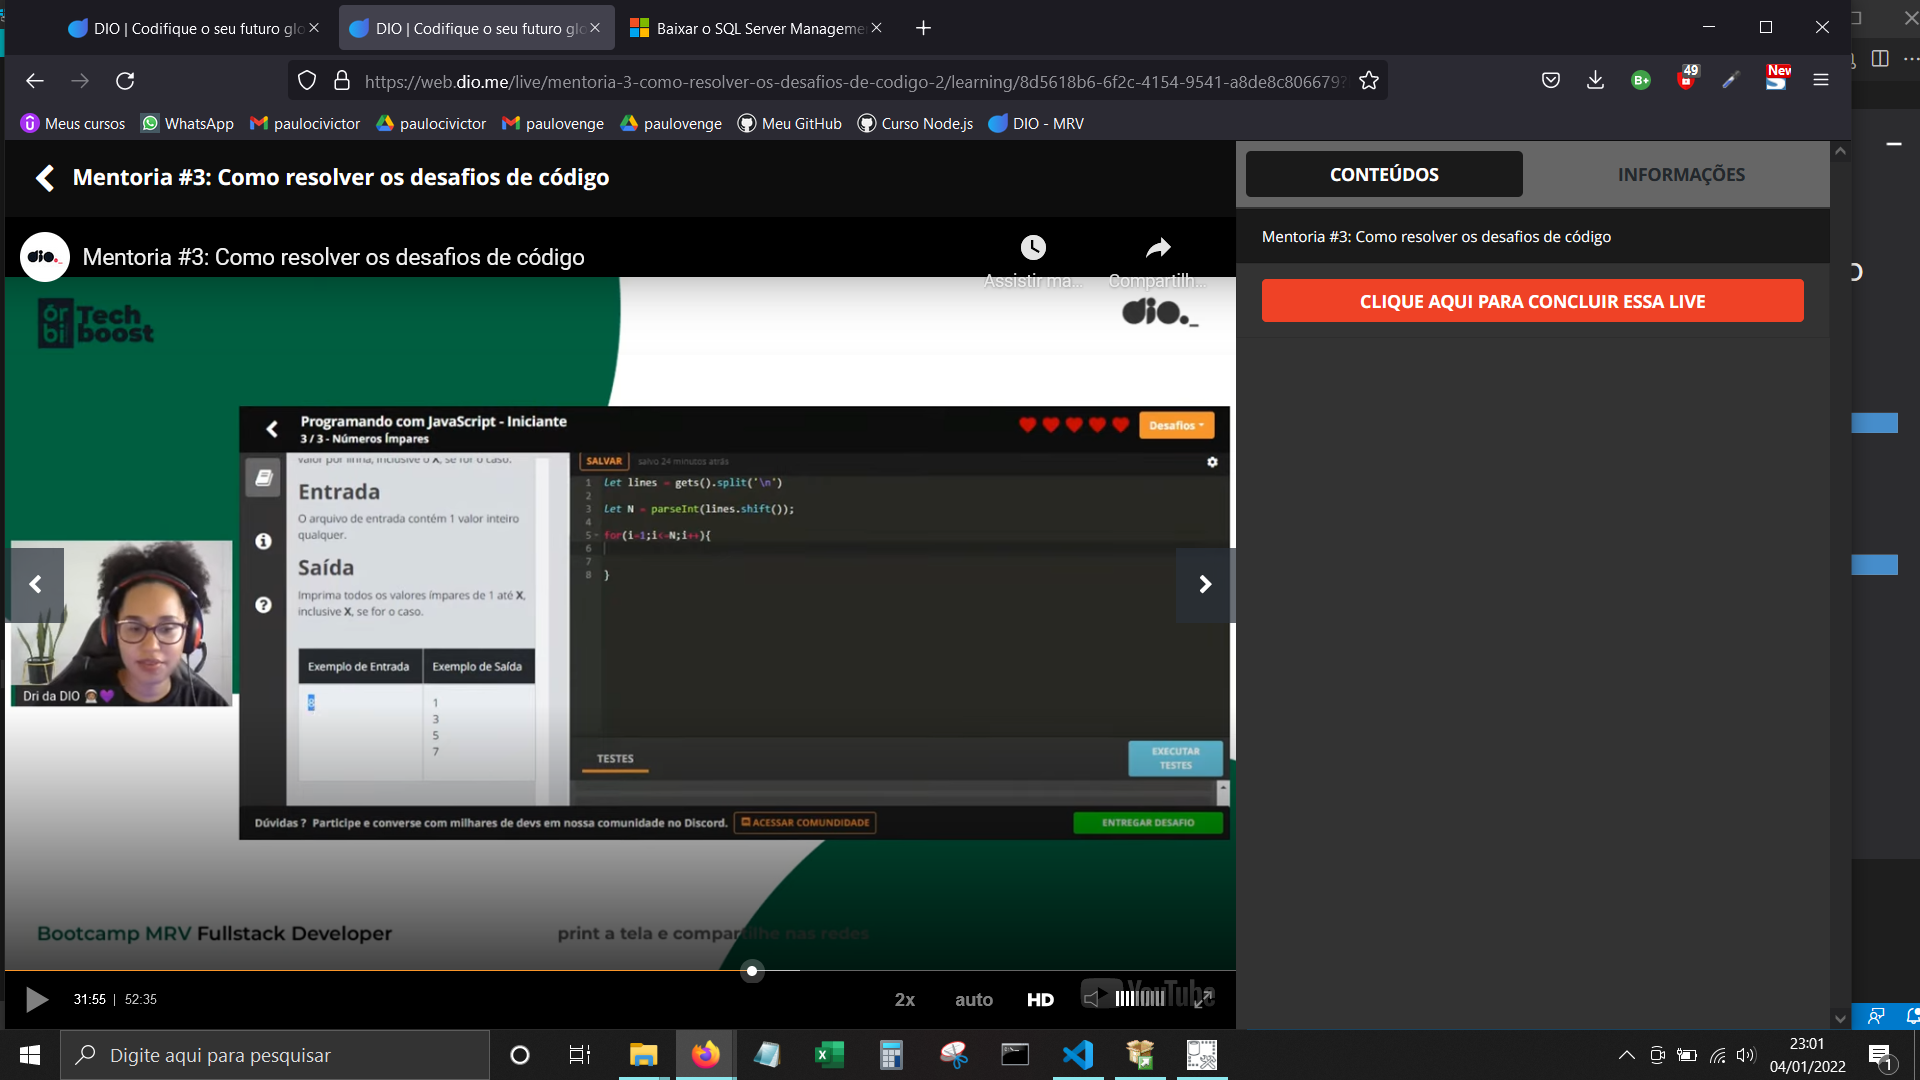 DIO | Codifique o seu futuro glo
DIO | Codifique o seu futuro glo
Baixar o SQL Server Manageme
https://web.dio.me/live/mentoria-3-como-resolver-os-desafios-de-codigo-2/learning/8d5618b6-6f2c-4154-9541-a8de8c806679?
49
New
Meus cursos
WhatsApp
paulocivictor
paulocivictor
paulovenge
paulovenge
Meu GitHub
Curso Node.js
DIO - MRV
Mentoria #3: Como resolver os desafios de código
CONTEÚDOS
INFORMAÇÕES
Mentoria #3: Como resolver os desafios de código
CLIQUE AQUI PARA CONCLUIR ESSA LIVE
dio._
Mentoria #3: Como resolver os desafios de código
Assistir ma...
Compartilh...
ór
bi
Tech
boost
dio._
Programando com JavaScript - Iniciante
3 / 3 - Números Ímpares
Desafios
valor por linha, inclusive o X, se for o caso.
Entrada
O arquivo de entrada contém 1 valor inteiro
qualquer.
Saída
Imprima todos os valores ímpares de 1 até X,
inclusive X, se for o caso.
Exemplo de Entrada
Exemplo de Saída
8
1
3
5
7
SALVAR
salvo 24 minutos atrás
1 let lines = gets().split('\n')
2
3 let N = parseInt(lines.shift());
4
5 for(i=1;i<=N;i++){
6
7
8 }
TESTES
EXECUTAR
TESTES
Dúvidas ? Participe e converse com milhares de devs em nossa comunidade no Discord.
ACESSAR COMUNDIDADE
ENTREGAR DESAFIO
Dri da DIO
Bootcamp MRV Fullstack Developer
print a tela e compartilhe nas redes
31:55 | 52:35
2x
auto
HD
YouTube
Digite aqui para pesquisar
23:01
04/01/2022
1